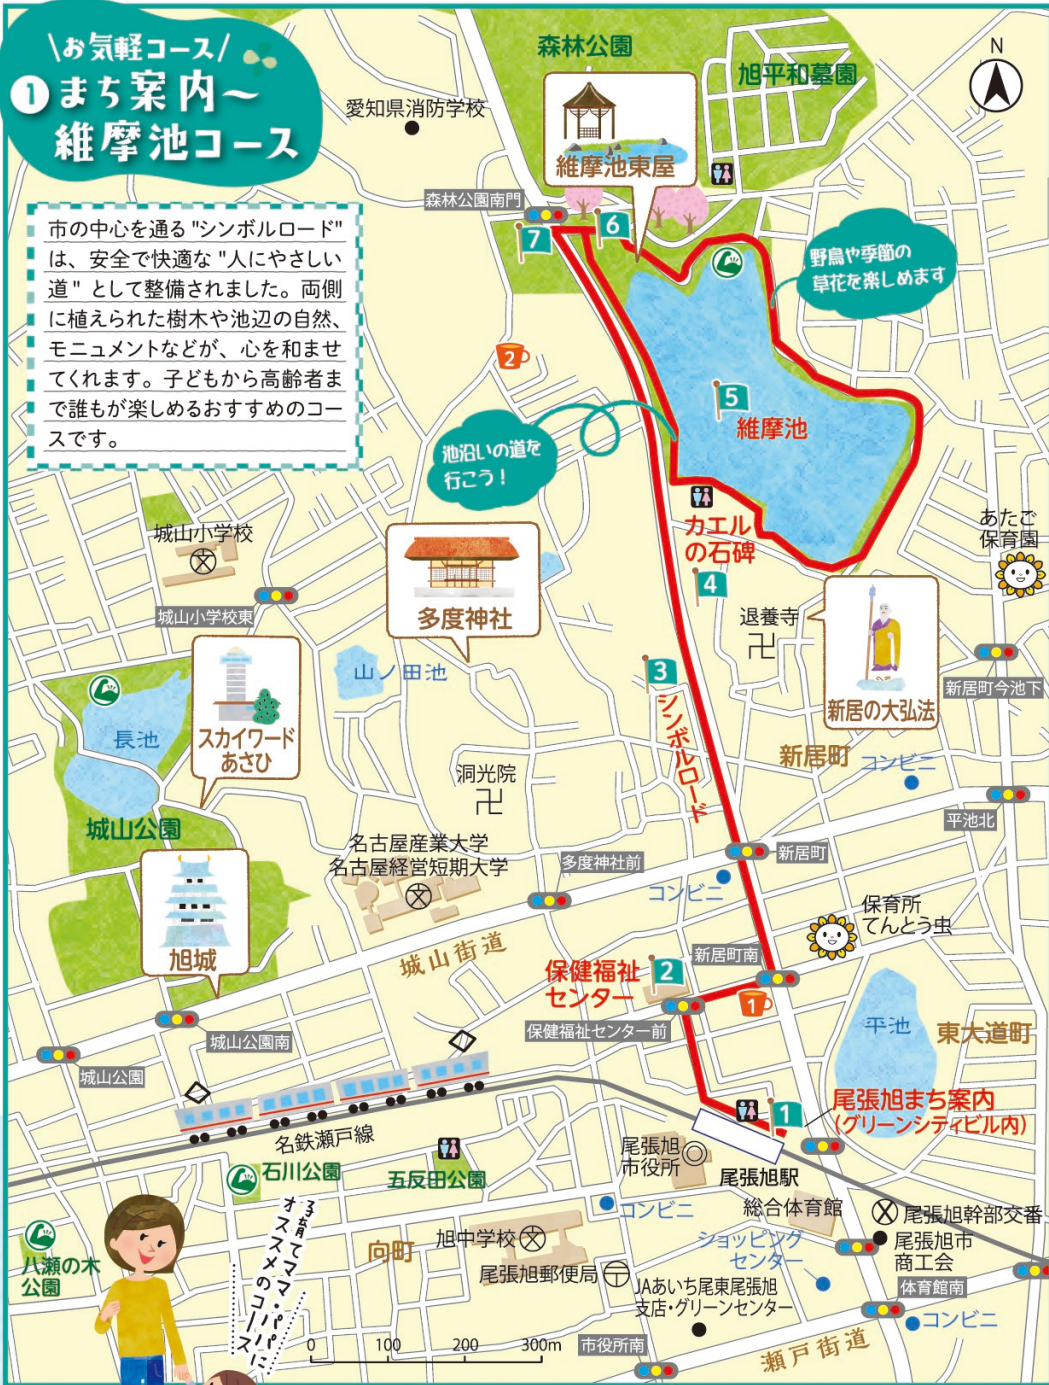 \お気軽コース/
1 まち案内～
維摩池コース
市の中心を通る"シンボルロード"
は、安全で快適な"人にやさしい
道"として整備されました。両側
に植えられた樹木や池辺の自然、
モニュメントなどが、心を和ませ
てくれます。子どもから高齢者ま
で誰もが楽しめるおすすめのコー
スです。
森林公園
旭平和墓園
N
愛知県消防学校
維摩池東屋
森林公園南門
6
7
野鳥や季節の
草花を楽しめます
2
5
維摩池
池沿いの道を
行こう!
カエル
の石碑
4
あたご
保育園
城山小学校
城山小学校東
多度神社
退養寺
新居の大弘法
新居町今池下
山ノ田池
3
シンボルロード
長池
スカイワード
あさひ
新居町
コンビニ
洞光院
平池北
城山公園
名古屋産業大学
名古屋経営短期大学
多度神社前
新居町
コンビニ
保育所
てんとう虫
旭城
城山街道
新居町南
保健福祉
センター
2
1
保健福祉センター前
平池
東大道町
城山公園南
城山公園
1
尾張旭まち案内
(グリーンシティビル内)
名鉄瀬戸線
尾張旭
市役所
尾張旭駅
石川公園
五反田公園
総合体育館
尾張旭幹部交番
尾張旭市
商工会
コンビニ
ショッピング
センター
八瀬の木
公園
向町
旭中学校
尾張旭郵便局
JAあいち尾東尾張旭
支店・グリーンセンター
体育館南
コンビニ
子育てママ・パパに
オススメのコース
0 100 200 300m
市役所南
瀬戸街道